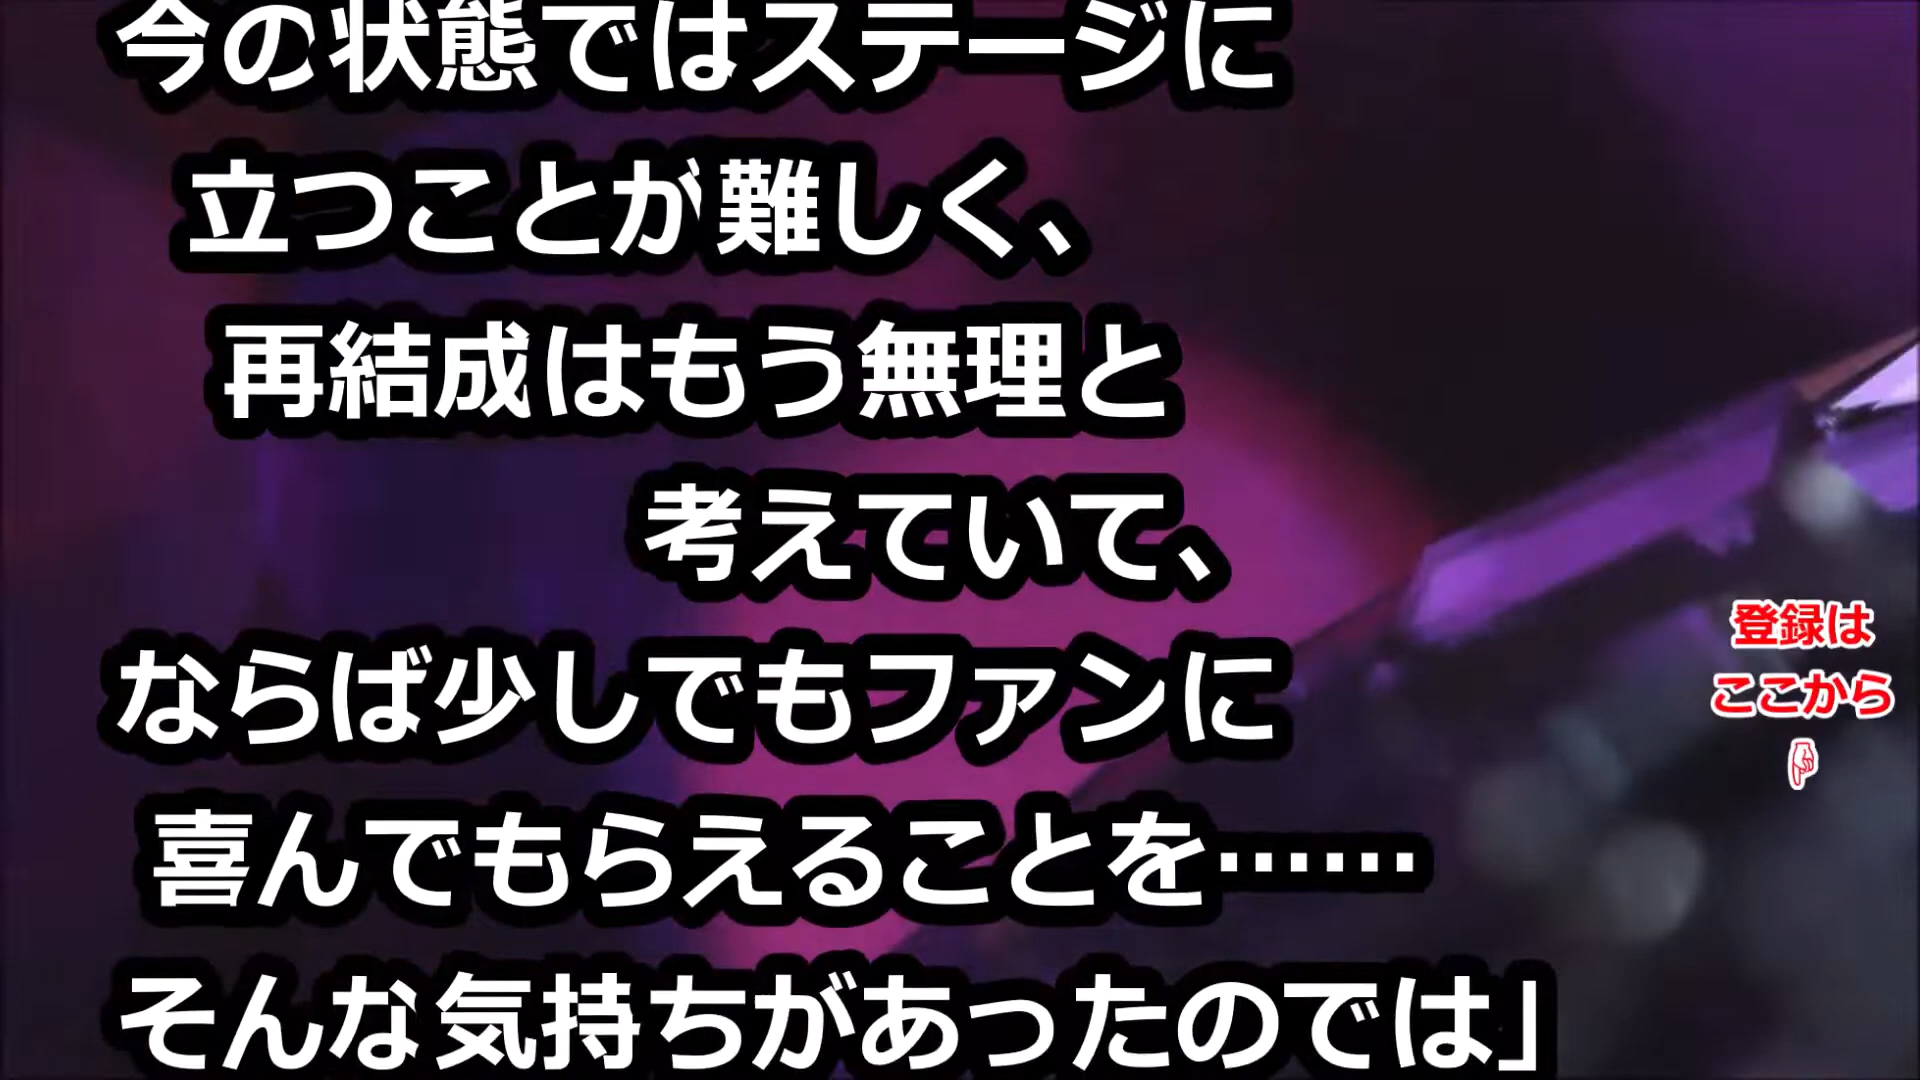 今の状態ではステージに
立つことが難しく、
再結成はもう無理と
考えていて、
ならば少しでもファンに
喜んでもらえることを……
そんな気持ちがあったのでは」
登録は
ここから
☟